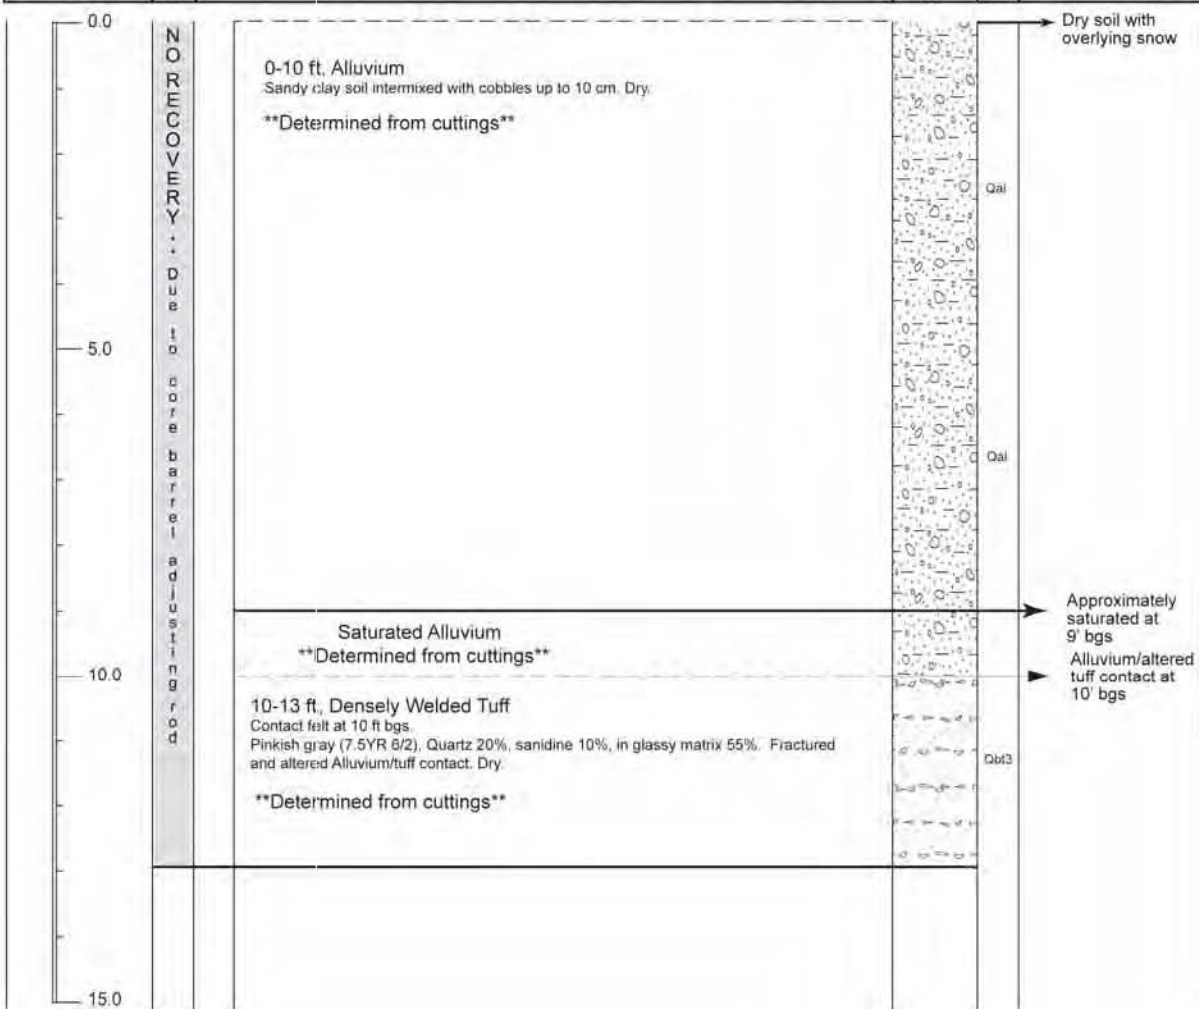 0.0
5.0
10.0
15.0
NO RECOVERY: Due to core barrel adjusting rod
0-10 ft, Alluvium
Sandy clay soil intermixed with cobbles up to 10 cm. Dry.
**Determined from cuttings**
Saturated Alluvium
**Determined from cuttings**
10-13 ft, Densely Welded Tuff
Contact felt at 10 ft bgs.
Pinkish gray (7.5YR 6/2), Quartz 20%, sanidine 10%, in glassy matrix 55%. Fractured
and altered Alluvium/tuff contact. Dry.
**Determined from cuttings**
Qal
Qal
Qbt3
Dry soil with
overlying snow
Approximately
saturated at
9' bgs
Alluvium/altered
tuff contact at
10' bgs